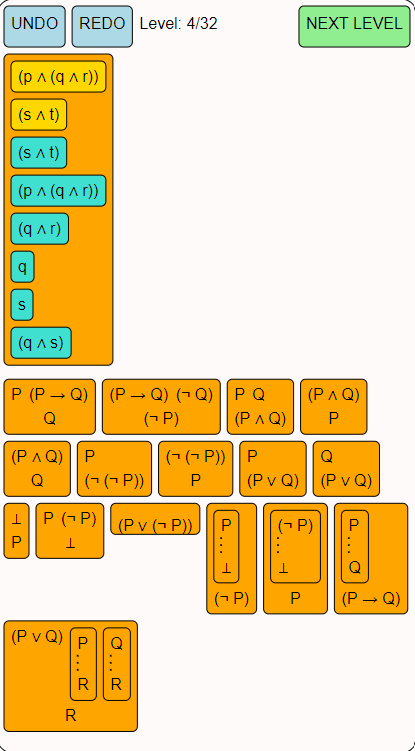 UNDO REDO Level: 4/32 NEXT LEVEL
(p ∧ (q ∧ r))
(s ∧ t)
(s ∧ t)
(p ∧ (q ∧ r))
(q ∧ r)
q
s
(q ∧ s)
P (P → Q)
Q
(P → Q) (¬ Q)
(¬ P)
P Q
(P ∧ Q)
(P ∧ Q)
P
(P ∧ Q)
Q
P
(¬ (¬ P))
(¬ (¬ P))
P
P
(P ∨ Q)
Q
(P ∨ Q)
⊥
P
P (¬ P)
⊥
(P ∨ (¬ P))
P
⋮
⊥
(¬ P)
(¬ P)
⋮
⊥
P
P
⋮
Q
(P → Q)
(P ∨ Q) P Q
⋮ ⋮
R R
R